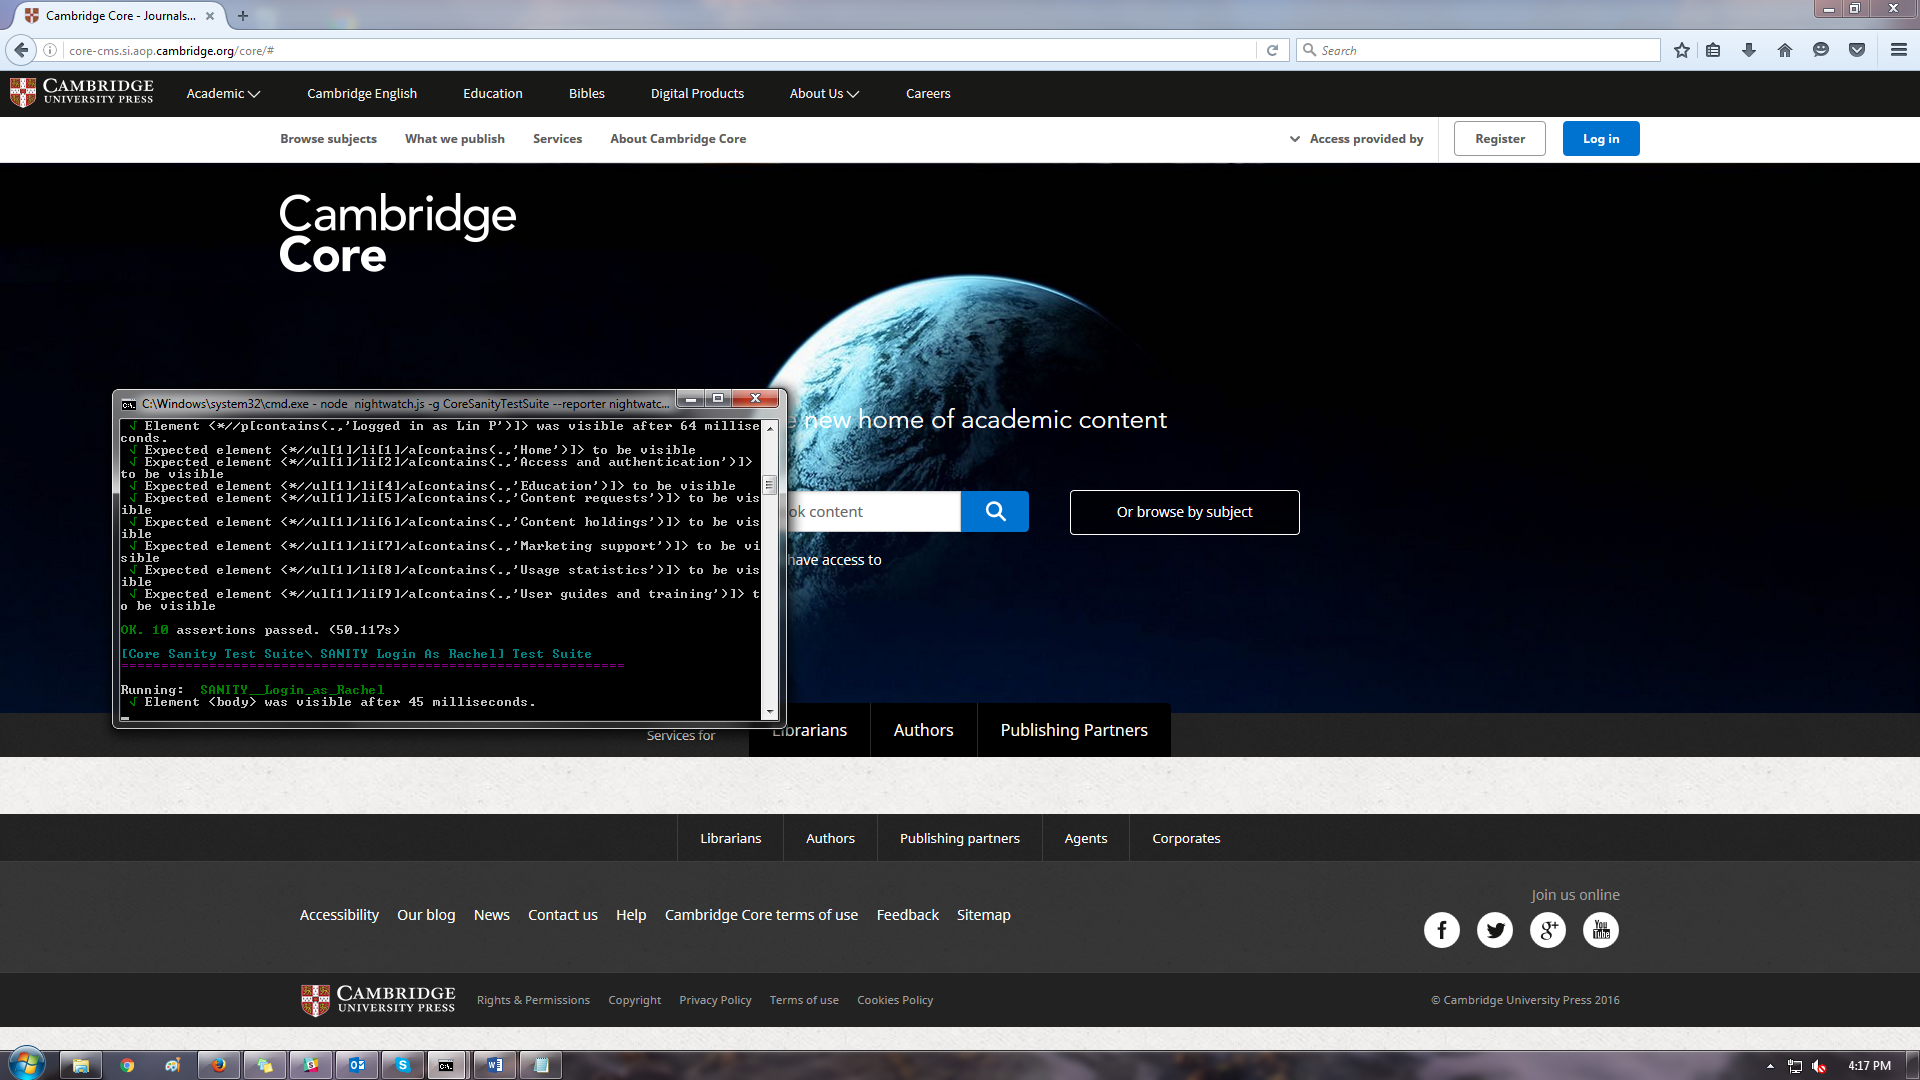 Cambridge Core - Journals...
core-cms.si.aop.cambridge.org/core/#
Search
CAMBRIDGE
UNIVERSITY PRESS
Academic
Cambridge English
Education
Bibles
Digital Products
About Us
Careers
Browse subjects
What we publish
Services
About Cambridge Core
Access provided by
Register
Log in
Cambridge
Core
new home of academic content
content
Or browse by subject
have access to
C:\Windows\system32\cmd.exe - node  nightwatch.js -g CoreSanityTestSuite --reporter nightwatc...
√ Element <*//p[contains(.,'Logged in as Lin P')]> was visible after 64 millise
conds.
√ Expected element <*//ul[1]/li[1]/a[contains(.,'Home')]> to be visible
√ Expected element <*//ul[1]/li[2]/a[contains(.,'Access and authentication')]>
to be visible
√ Expected element <*//ul[1]/li[4]/a[contains(.,'Education')]> to be visible
√ Expected element <*//ul[1]/li[5]/a[contains(.,'Content requests')]> to be vis
ible
√ Expected element <*//ul[1]/li[6]/a[contains(.,'Content holdings')]> to be vis
ible
√ Expected element <*//ul[1]/li[7]/a[contains(.,'Marketing support')]> to be vi
sible
√ Expected element <*//ul[1]/li[8]/a[contains(.,'Usage statistics')]> to be vis
ible
√ Expected element <*//ul[1]/li[9]/a[contains(.,'User guides and training')]> t
o be visible
OK. 10 assertions passed. (50.117s)
[Core Sanity Test Suite\ SANITY Login As Rachel] Test Suite
===============================================================
Running:  SANITY__Login_as_Rachel
√ Element <body> was visible after 45 milliseconds.
Services for
Librarians
Authors
Publishing Partners
Librarians
Authors
Publishing partners
Agents
Corporates
Join us online
Accessibility
Our blog
News
Contact us
Help
Cambridge Core terms of use
Feedback
Sitemap
CAMBRIDGE
UNIVERSITY PRESS
Rights & Permissions
Copyright
Privacy Policy
Terms of use
Cookies Policy
© Cambridge University Press 2016
4:17 PM